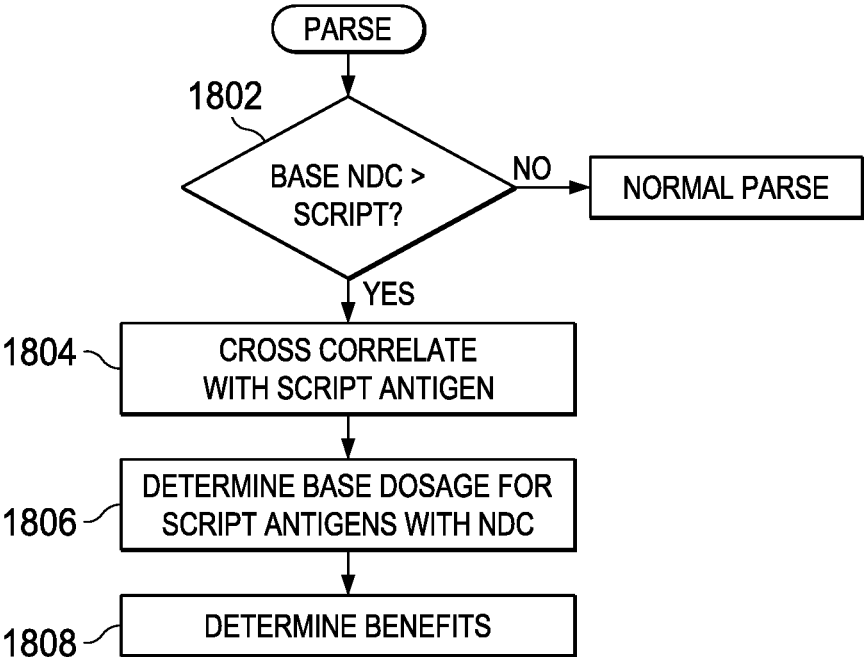 PARSE
1802
BASE NDC >
SCRIPT?
NO
NORMAL PARSE
YES
1804
CROSS CORRELATE
WITH SCRIPT ANTIGEN
1806
DETERMINE BASE DOSAGE FOR
SCRIPT ANTIGENS WITH NDC
1808
DETERMINE BENEFITS